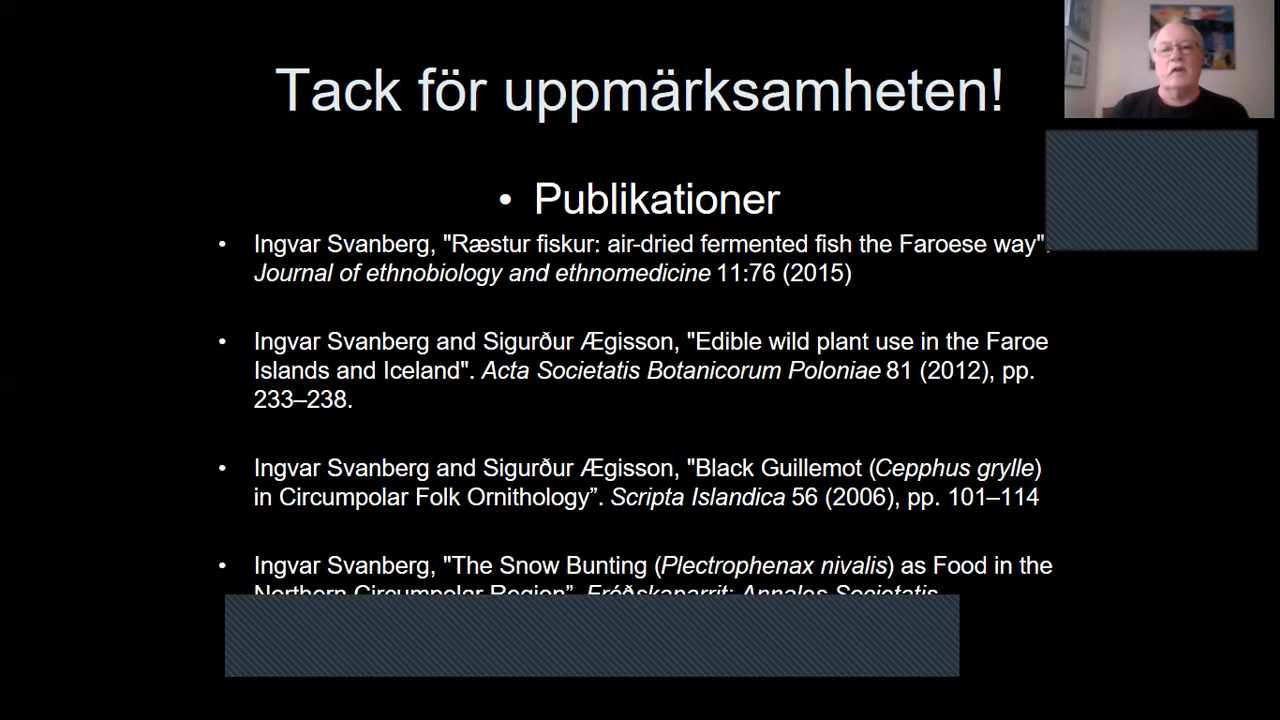 Tack för uppmärksamheten!
• Publikationer
• Ingvar Svanberg, "Ræstur fiskur: air-dried fermented fish the Faroese way".
Journal of ethnobiology and ethnomedicine 11:76 (2015)
• Ingvar Svanberg and Sigurður Ægisson, "Edible wild plant use in the Faroe
Islands and Iceland". Acta Societatis Botanicorum Poloniae 81 (2012), pp.
233–238.
• Ingvar Svanberg and Sigurður Ægisson, "Black Guillemot (Cepphus grylle)
in Circumpolar Folk Ornithology”. Scripta Islandica 56 (2006), pp. 101–114
• Ingvar Svanberg, "The Snow Bunting (Plectrophenax nivalis) as Food in the
Northern Circumpolar Region”. Fróðskaparrit: Annales Societatis